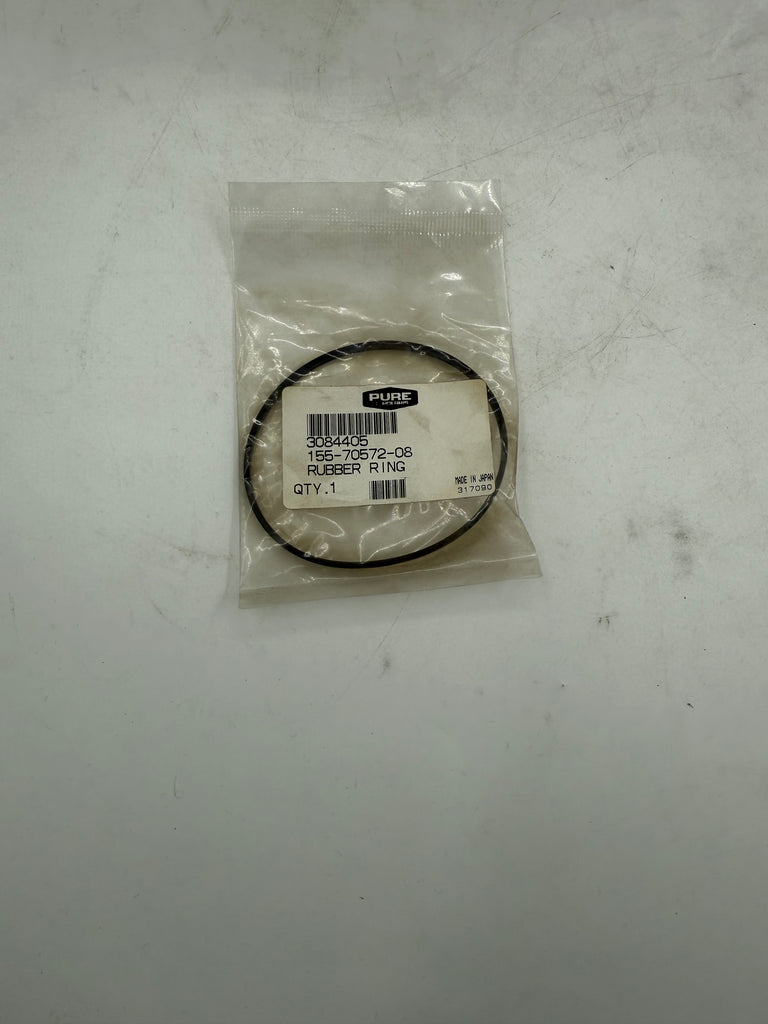 PURE
3084405
155-70572-08
RUBBER RING
QTY.1
MADE IN JAPAN
317090